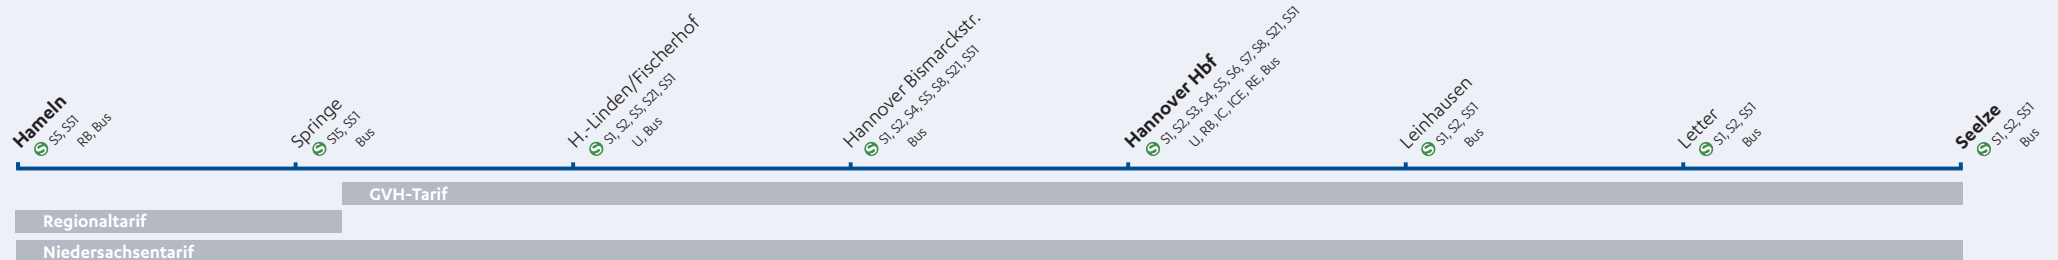 Hameln
S5, S51
RB, Bus
Springe
S15, S51
Bus
H.-Linden/Fischerhof
S1, S2, S5, S21, S51
U, Bus
Hannover Bismarckstr.
S1, S2, S4, S5, S8, S21, S51
Bus
Hannover Hbf
S1, S2, S3, S4, S5, S6, S7, S8, S21, S51
U, RB, IC, ICE, RE, Bus
Leinhausen
S1, S2, S51
Bus
Letter
S1, S2, S51
Bus
Seelze
S1, S2, S51
Bus
GVH-Tarif
Regionaltarif
Niedersachsentarif